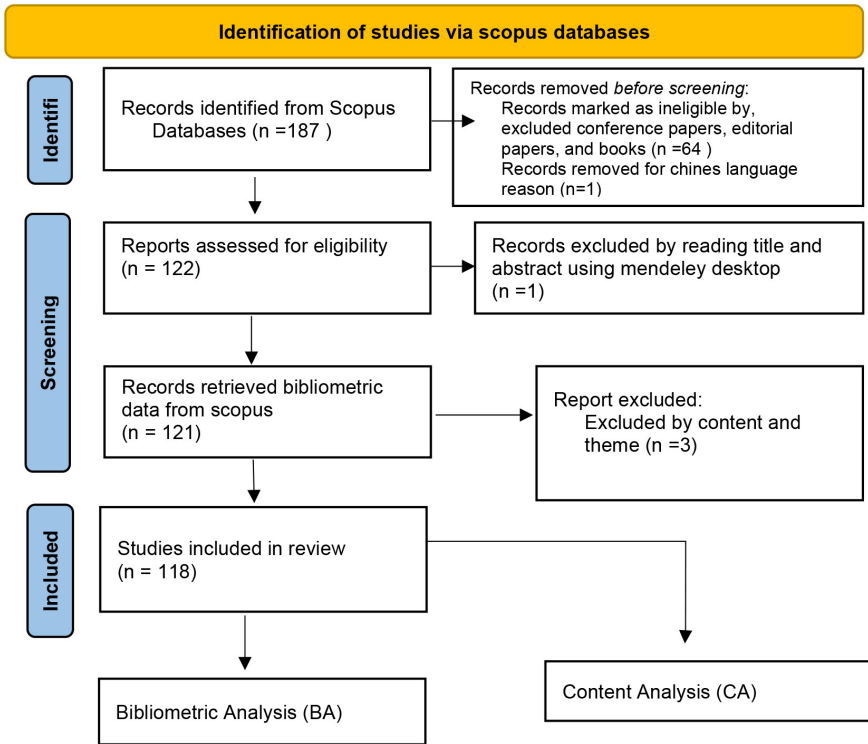 Identification of studies via scopus databases
Identifi
Records identified from Scopus
Databases (n =187 )
Records removed before screening:
Records marked as ineligible by,
excluded conference papers, editorial
papers, and books (n =64 )
Records removed for chines language
reason (n=1)
Screening
Reports assessed for eligibility
(n = 122)
Records excluded by reading title and
abstract using mendeley desktop
(n =1)
Records retrieved bibliometric
data from scopus
(n = 121)
Report excluded:
Excluded by content and
theme (n =3)
Included
Studies included in review
(n = 118)
Bibliometric Analysis (BA)
Content Analysis (CA)